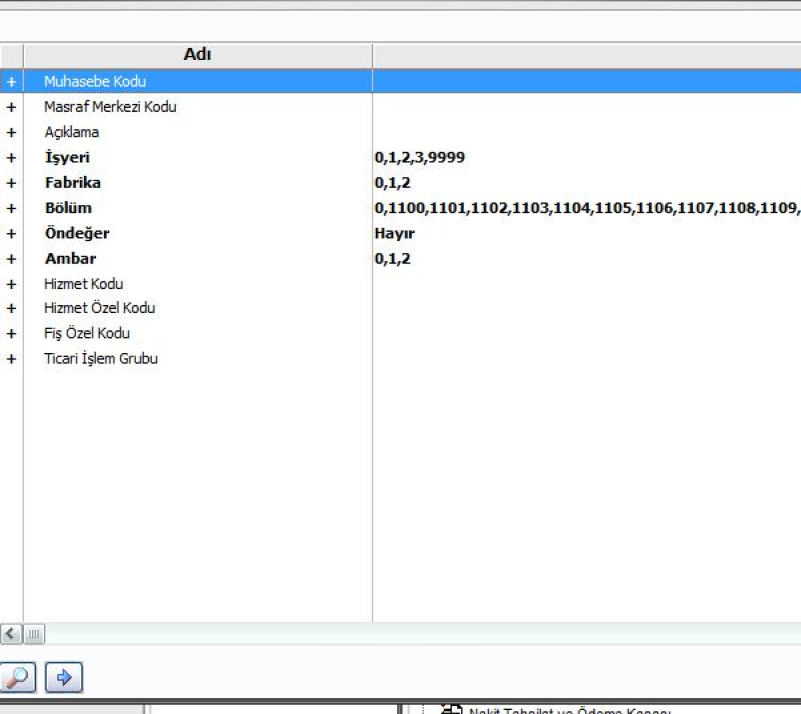 Adı
+ Muhasebe Kodu
+ Masraf Merkezi Kodu
+ Açıklama
+ İşyeri 0,1,2,3,9999
+ Fabrika 0,1,2
+ Bölüm 0,1100,1101,1102,1103,1104,1105,1106,1107,1108,1109,
+ Öndeğer Hayır
+ Ambar 0,1,2
+ Hizmet Kodu
+ Hizmet Özel Kodu
+ Fiş Özel Kodu
+ Ticari İşlem Grubu
Nakit Tahsilat ve Ödeme